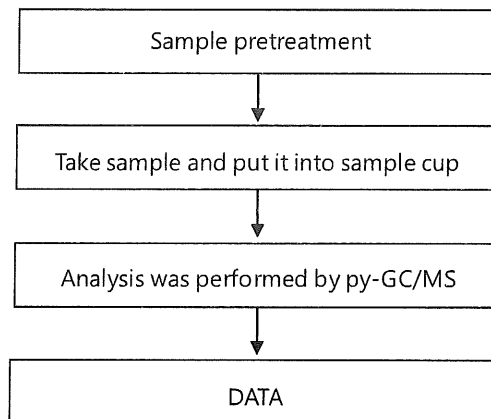 Sample pretreatment
Take sample and put it into sample cup
Analysis was performed by py-GC/MS
DATA